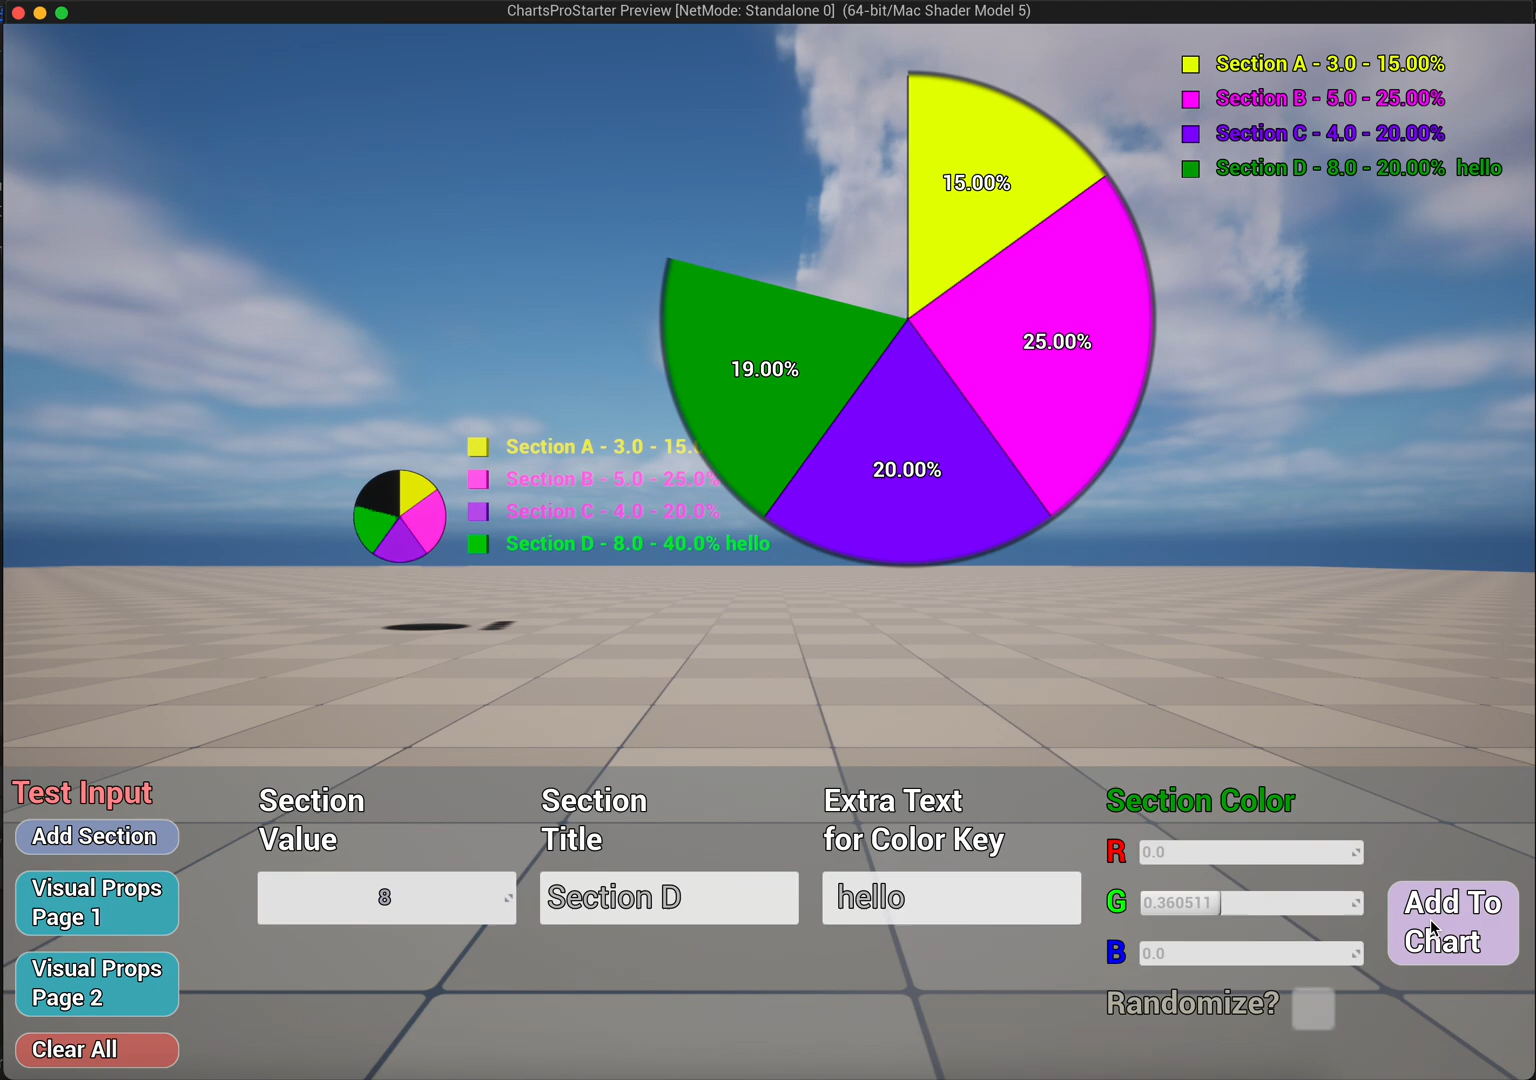 ChartsProStarter Preview [NetMode: Standalone 0] (64-bit/Mac Shader Model 5)
Section A - 3.0 - 15.00%
Section B - 5.0 - 25.00%
Section C - 4.0 - 20.00%
Section D - 8.0 - 20.00% hello
15.00%
25.00%
19.00%
20.00%
Section A - 3.0 - 15.
Section B - 5.0 - 25.0%
Section C - 4.0 - 20.0%
Section D - 8.0 - 40.0% hello
Test Input
Add Section
Visual Props
Page 1
Visual Props
Page 2
Clear All
Section
Value
8
Section
Title
Section D
Extra Text
for Color Key
hello
Section Color
R 0.0
G 0.360511
B 0.0
Randomize?
Add To
Chart